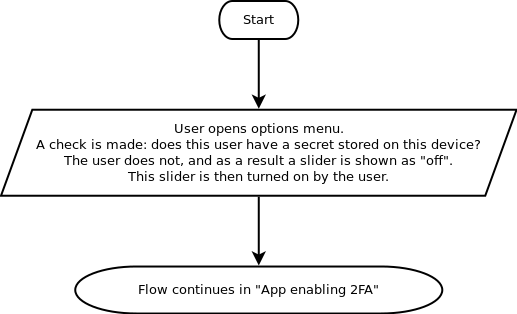 Start
User opens options menu.
A check is made: does this user have a secret stored on this device?
The user does not, and as a result a slider is shown as "off".
This slider is then turned on by the user.
Flow continues in "App enabling 2FA"